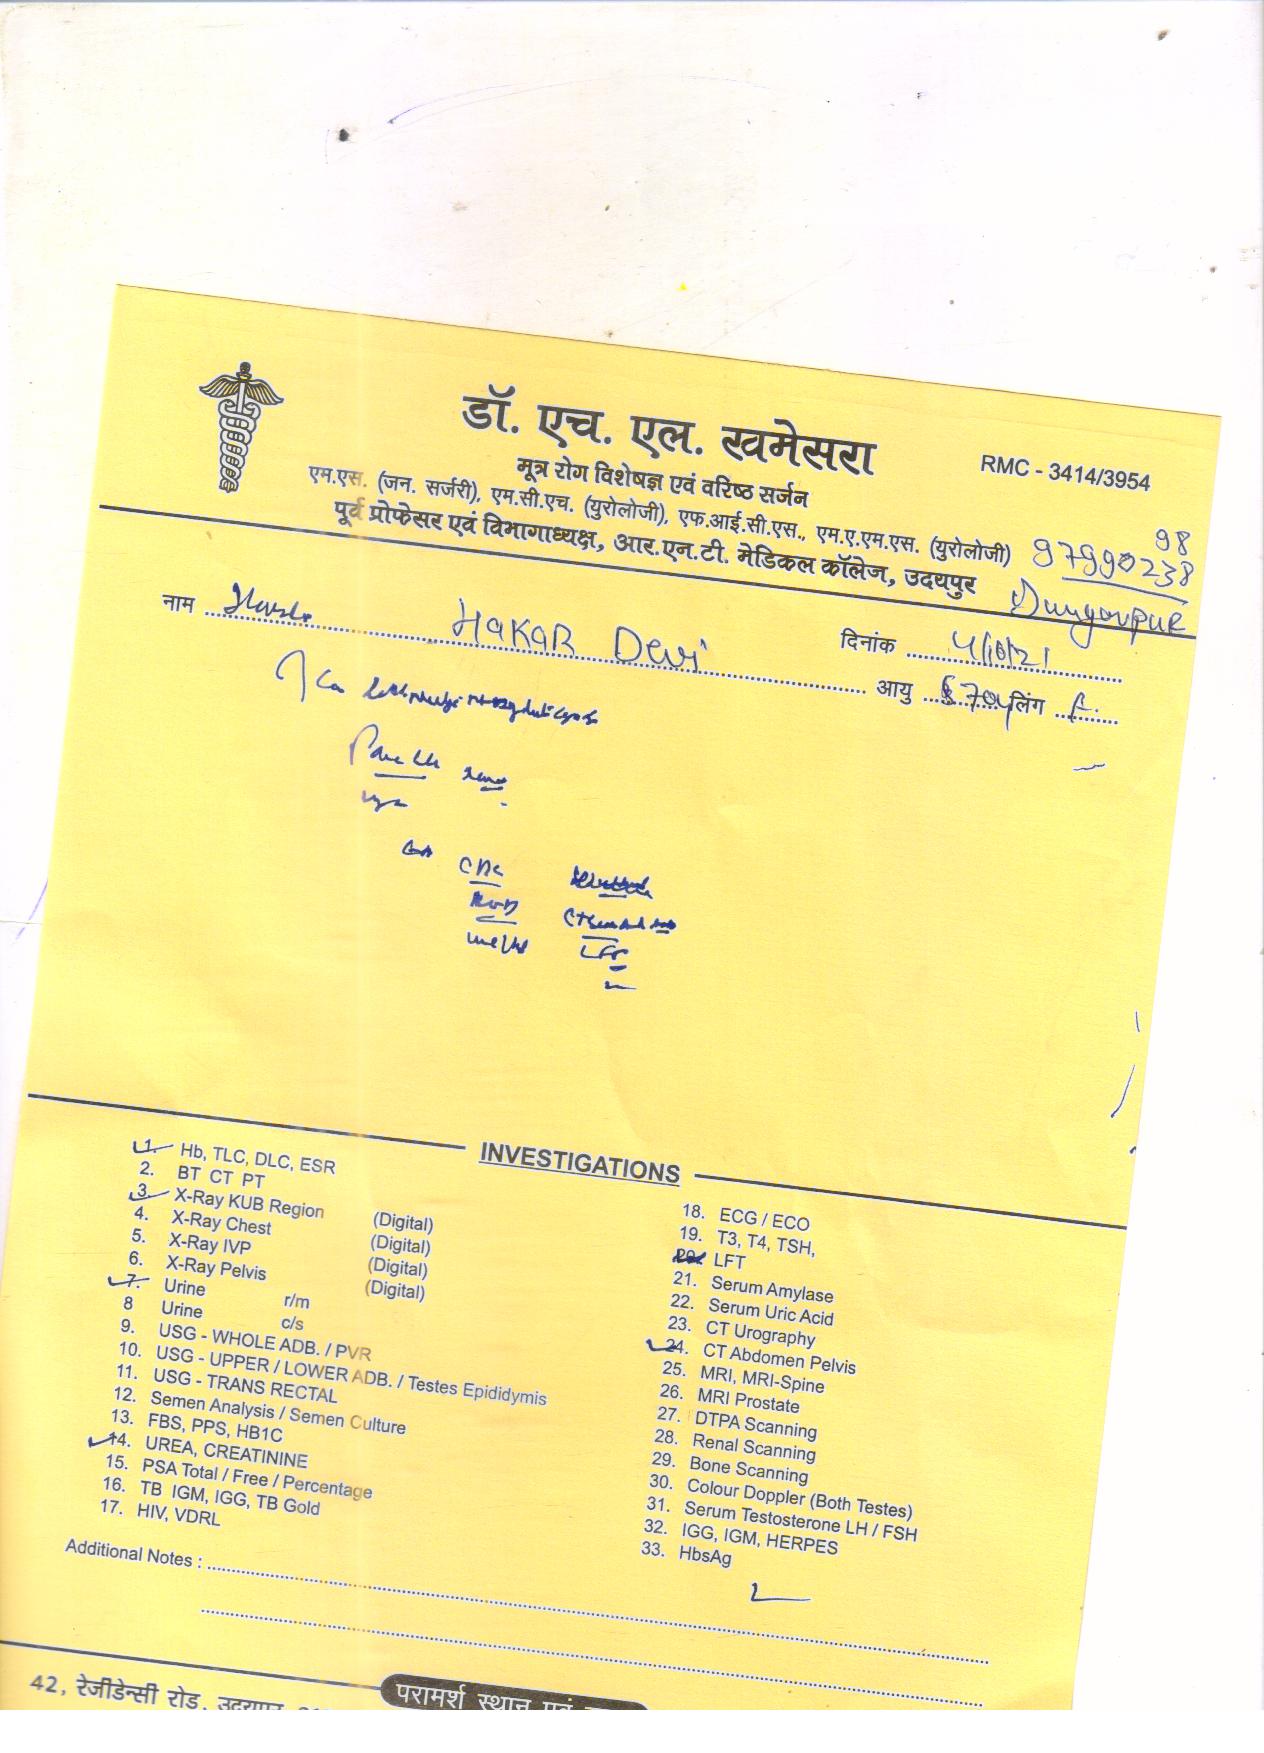 डॉ. एच. एल. खमेसरा
RMC - 3414/3954
मूत्र रोग विशेषज्ञ एवं वरिष्ठ सर्जन
एम.एस. (जन. सर्जरी), एम.सी.एच. (युरोलोजी), एफ.आई.सी.एस., एम.ए.एम.एस. (युरोलोजी)
पूर्व प्रोफेसर एवं विभागाध्यक्ष, आर.एन.टी. मेडिकल कॉलेज, उदयपुर
98
Dungarpur
नाम HAKAR Devi
दिनांक 4/10/21
आयु 70y लिंग F.
CBC
LFT
INVESTIGATIONS
1. Hb, TLC, DLC, ESR
2. BT CT PT
3. X-Ray KUB Region (Digital)
4. X-Ray Chest (Digital)
5. X-Ray IVP (Digital)
6. X-Ray Pelvis (Digital)
7. Urine r/m
8 Urine c/s
9. USG - WHOLE ADB. / PVR
10. USG - UPPER / LOWER ADB. / Testes Epididymis
11. USG - TRANS RECTAL
12. Semen Analysis / Semen Culture
13. FBS, PPS, HB1C
14. UREA, CREATININE
15. PSA Total / Free / Percentage
16. TB IGM, IGG, TB Gold
17. HIV, VDRL
18. ECG / ECO
19. T3, T4, TSH,
20. LFT
21. Serum Amylase
22. Serum Uric Acid
23. CT Urography
24. CT Abdomen Pelvis
25. MRI, MRI-Spine
26. MRI Prostate
27. DTPA Scanning
28. Renal Scanning
29. Bone Scanning
30. Colour Doppler (Both Testes)
31. Serum Testosterone LH / FSH
32. IGG, IGM, HERPES
33. HbsAg
Additional Notes :
परामर्श स्थान एवं
42, रेजीडेन्सी रोड, उदयपुर